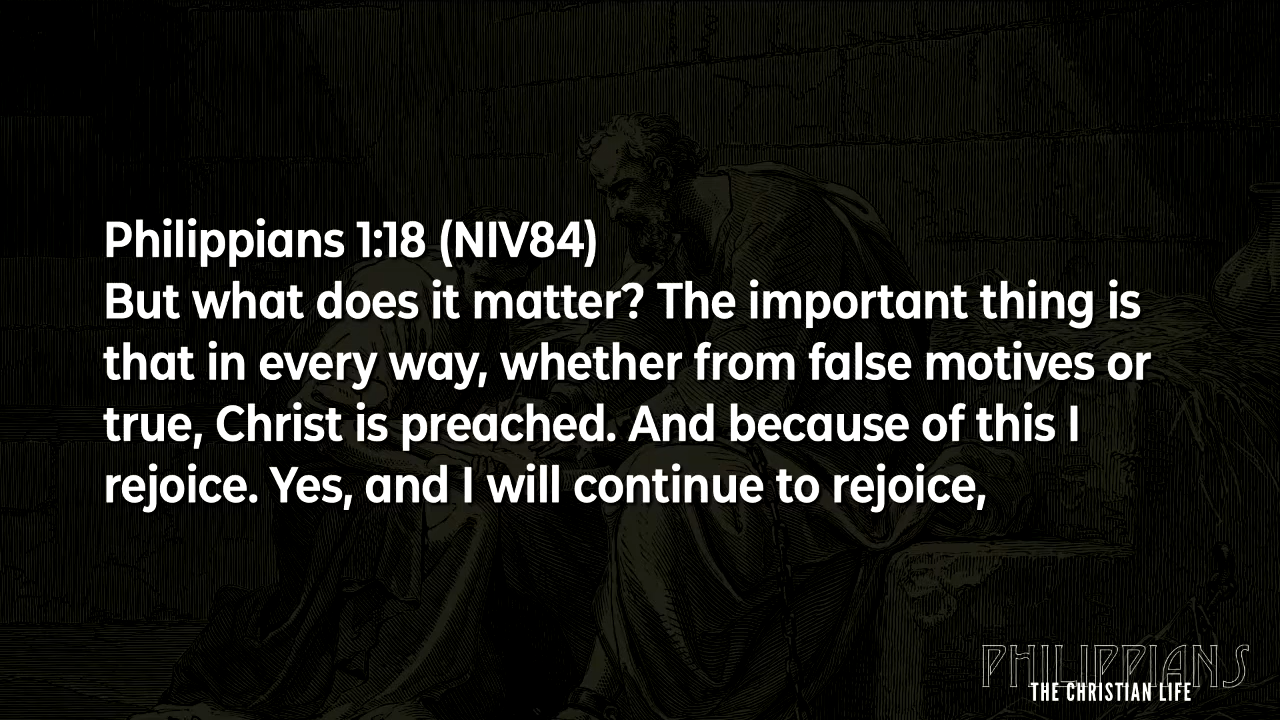 Philippians 1:18 (NIV84)
But what does it matter? The important thing is
that in every way, whether from false motives or
true, Christ is preached. And because of this I
rejoice. Yes, and I will continue to rejoice,
PHILIPPIANS
THE CHRISTIAN LIFE